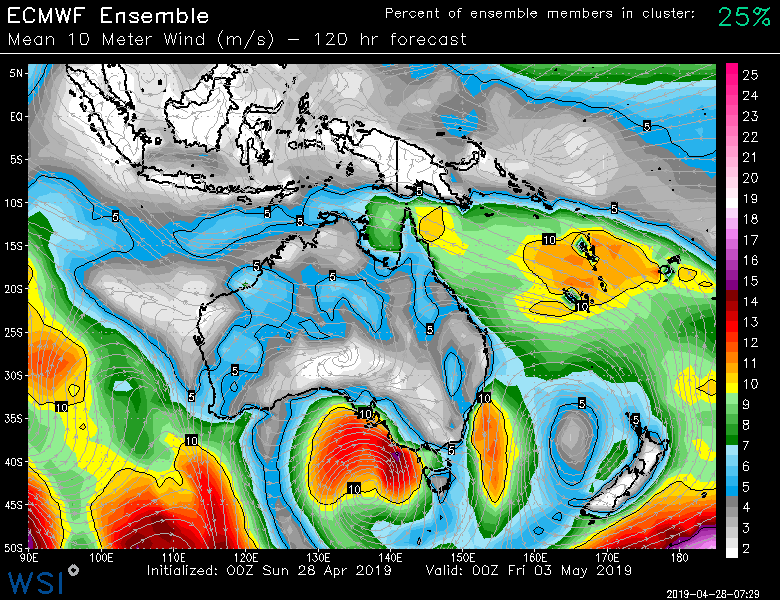 ECMWF Ensemble
Percent of ensemble members in cluster: 25%
Mean 10 Meter Wind (m/s) – 120 hr forecast
5N
EQ
5S
10S
15S
20S
25S
30S
35S
40S
45S
50S
5
5
5
5
5
5
5
5
5
5
5
5
5
5
10
10
10
10
10
10
10
25
24
23
22
21
20
19
18
17
16
15
14
13
12
11
10
9
8
7
6
5
4
3
2
90E 100E 110E 120E 130E 140E 150E 160E 170E 180
Initialized: 00Z Sun 28 Apr 2019 Valid: 00Z Fri 03 May 2019
WSI
2019-04-28-07:29